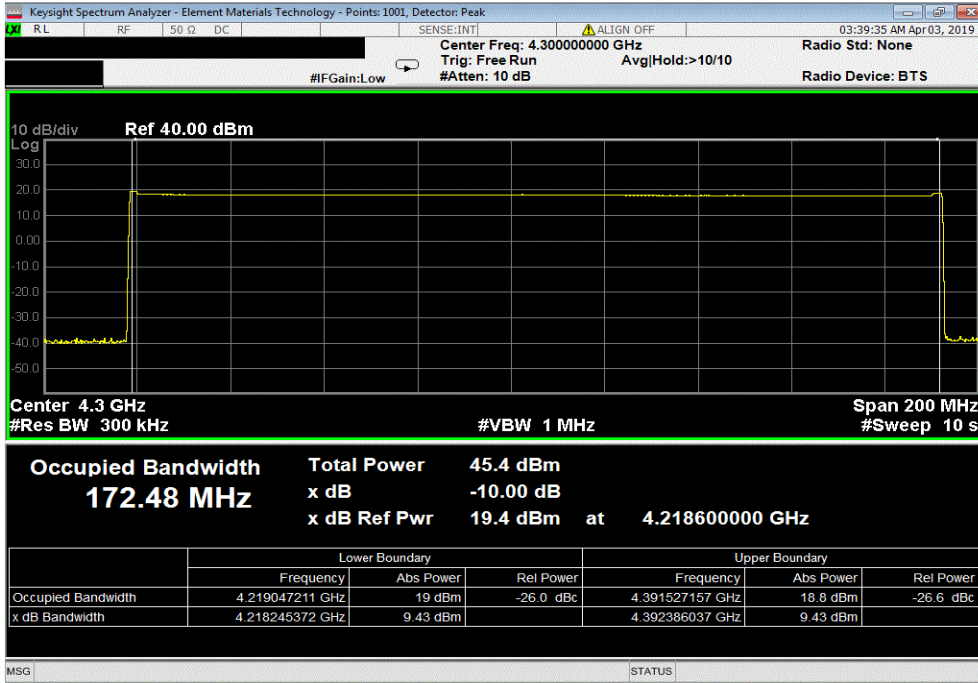 Keysight Spectrum Analyzer - Element Materials Technology - Points: 1001, Detector: Peak
LXI RL RF 50 Ω DC SENSE:INT ALIGN OFF 03:39:35 AM Apr 03, 2019
Center Freq: 4.300000000 GHz Radio Std: None
Trig: Free Run Avg|Hold:>10/10
#IFGain:Low #Atten: 10 dB Radio Device: BTS
10 dB/div Ref 40.00 dBm
Log
30.0
20.0
10.0
0.00
-10.0
-20.0
-30.0
-40.0
-50.0
Center 4.3 GHz Span 200 MHz
#Res BW 300 kHz #VBW 1 MHz #Sweep 10 s
Occupied Bandwidth Total Power 45.4 dBm
172.48 MHz x dB -10.00 dB
x dB Ref Pwr 19.4 dBm at 4.218600000 GHz
Lower Boundary Upper Boundary
Frequency Abs Power Rel Power Frequency Abs Power Rel Power
Occupied Bandwidth 4.219047211 GHz 19 dBm -26.0 dBc 4.391527157 GHz 18.8 dBm -26.6 dBc
x dB Bandwidth 4.218245372 GHz 9.43 dBm 4.392386037 GHz 9.43 dBm
MSG STATUS